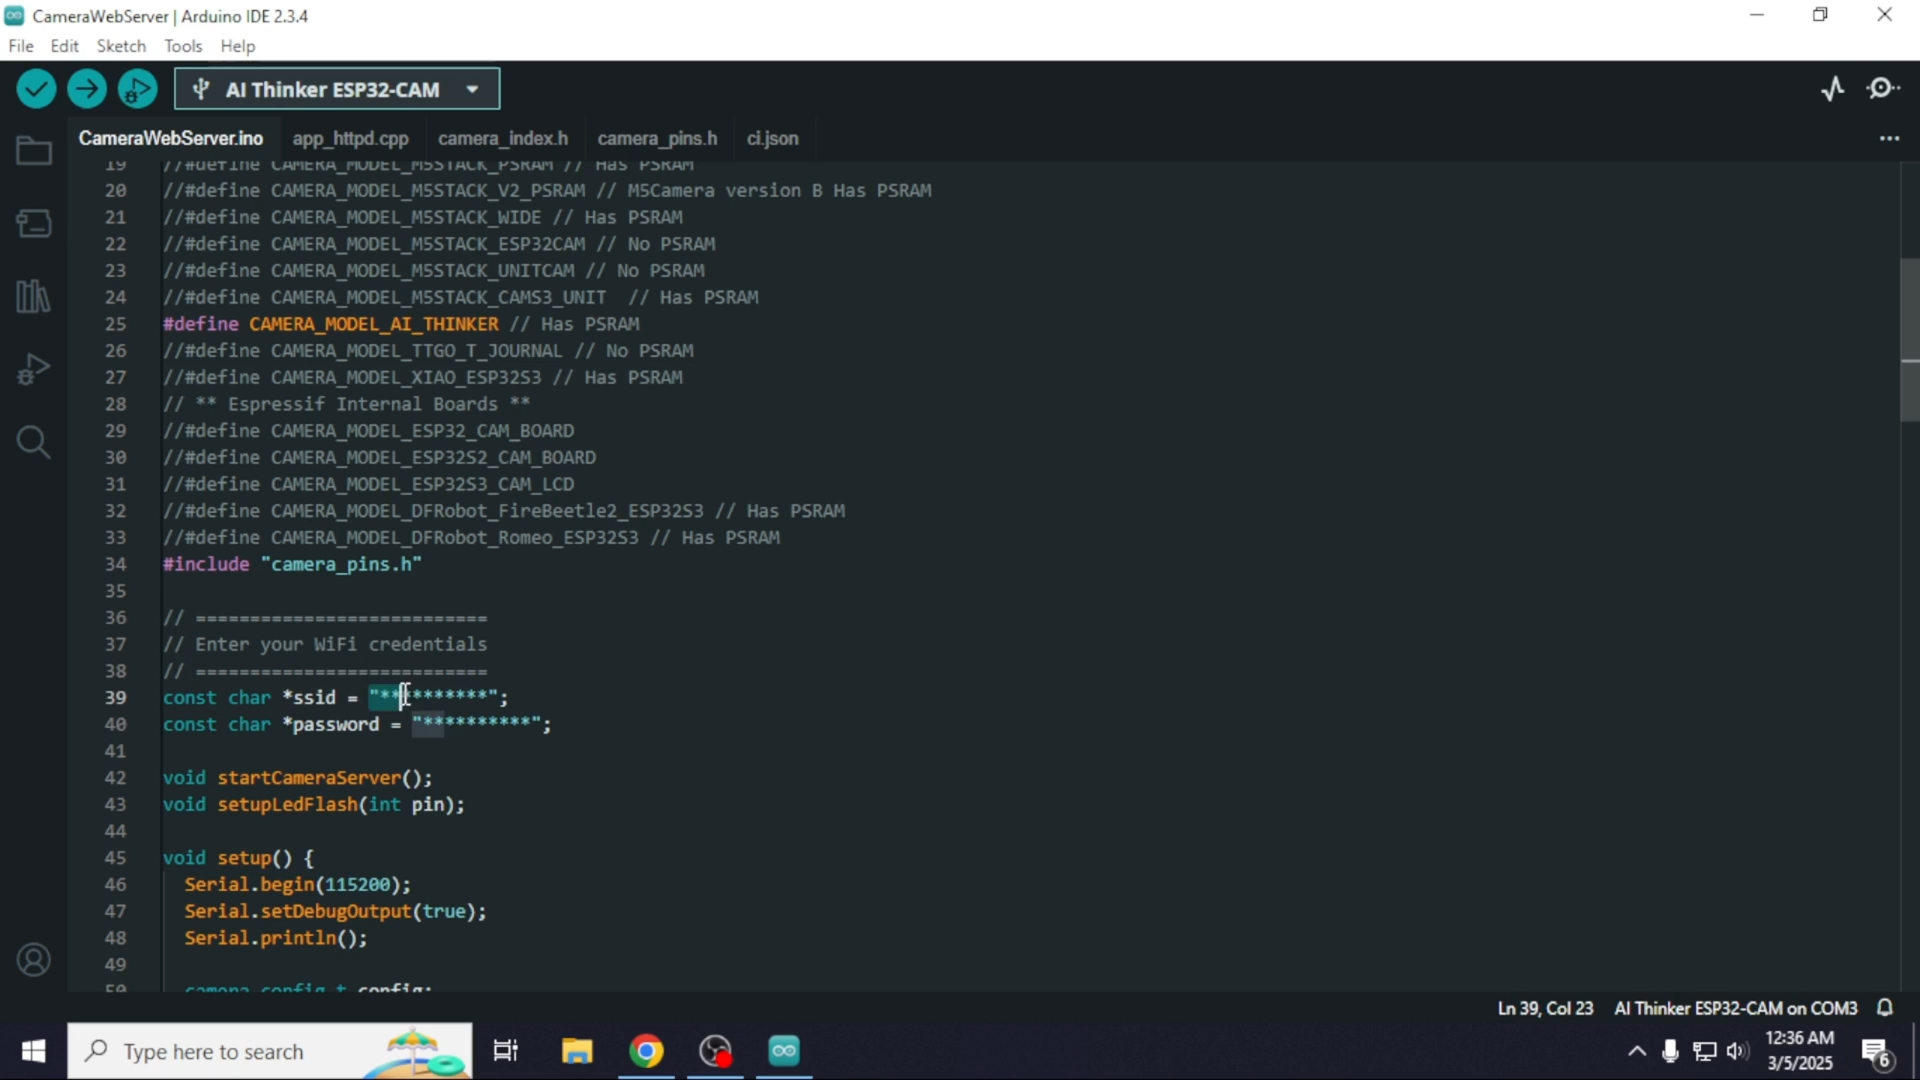 CameraWebServer | Arduino IDE 2.3.4
File Edit Sketch Tools Help
AI Thinker ESP32-CAM
CameraWebServer.ino app_httpd.cpp camera_index.h camera_pins.h ci.json
19 //#define CAMERA_MODEL_M5STACK_PSRAM // Has PSRAM
20 //#define CAMERA_MODEL_M5STACK_V2_PSRAM // M5Camera version B Has PSRAM
21 //#define CAMERA_MODEL_M5STACK_WIDE // Has PSRAM
22 //#define CAMERA_MODEL_M5STACK_ESP32CAM // No PSRAM
23 //#define CAMERA_MODEL_M5STACK_UNITCAM // No PSRAM
24 //#define CAMERA_MODEL_M5STACK_CAMS3_UNIT  // Has PSRAM
25 #define CAMERA_MODEL_AI_THINKER // Has PSRAM
26 //#define CAMERA_MODEL_TTGO_T_JOURNAL // No PSRAM
27 //#define CAMERA_MODEL_XIAO_ESP32S3 // Has PSRAM
28 // ** Espressif Internal Boards **
29 //#define CAMERA_MODEL_ESP32_CAM_BOARD
30 //#define CAMERA_MODEL_ESP32S2_CAM_BOARD
31 //#define CAMERA_MODEL_ESP32S3_CAM_LCD
32 //#define CAMERA_MODEL_DFRobot_FireBeetle2_ESP32S3 // Has PSRAM
33 //#define CAMERA_MODEL_DFRobot_Romeo_ESP32S3 // Has PSRAM
34 #include "camera_pins.h"
35
36 // ===========================
37 // Enter your WiFi credentials
38 // ===========================
39 const char *ssid = "**********";
40 const char *password = "**********";
41
42 void startCameraServer();
43 void setupLedFlash(int pin);
44
45 void setup() {
46 Serial.begin(115200);
47 Serial.setDebugOutput(true);
48 Serial.println();
49
50 camera_config_t config;
Ln 39, Col 23 AI Thinker ESP32-CAM on COM3
Type here to search
12:36 AM
3/5/2025
6